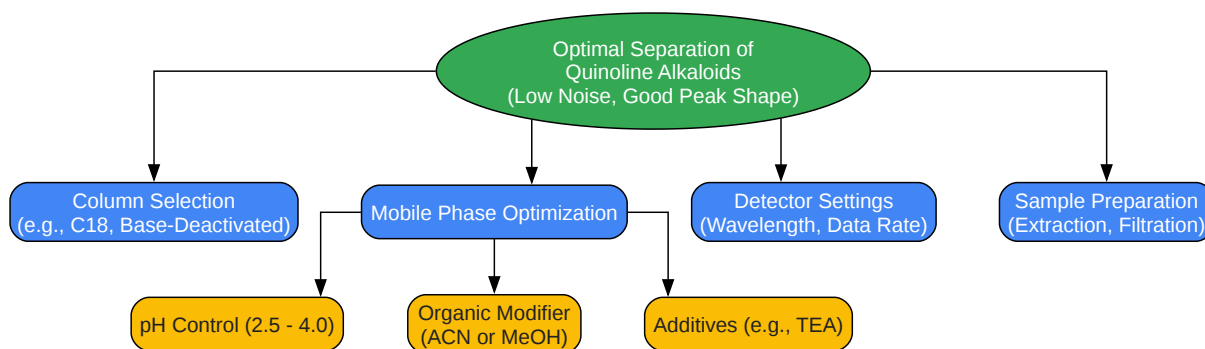 Optimal Separation of
Quinoline Alkaloids
(Low Noise, Good Peak Shape)
Column Selection
(e.g., C18, Base-Deactivated)
Mobile Phase Optimization
Detector Settings
(Wavelength, Data Rate)
Sample Preparation
(Extraction, Filtration)
pH Control (2.5 - 4.0)
Organic Modifier
(ACN or MeOH)
Additives (e.g., TEA)